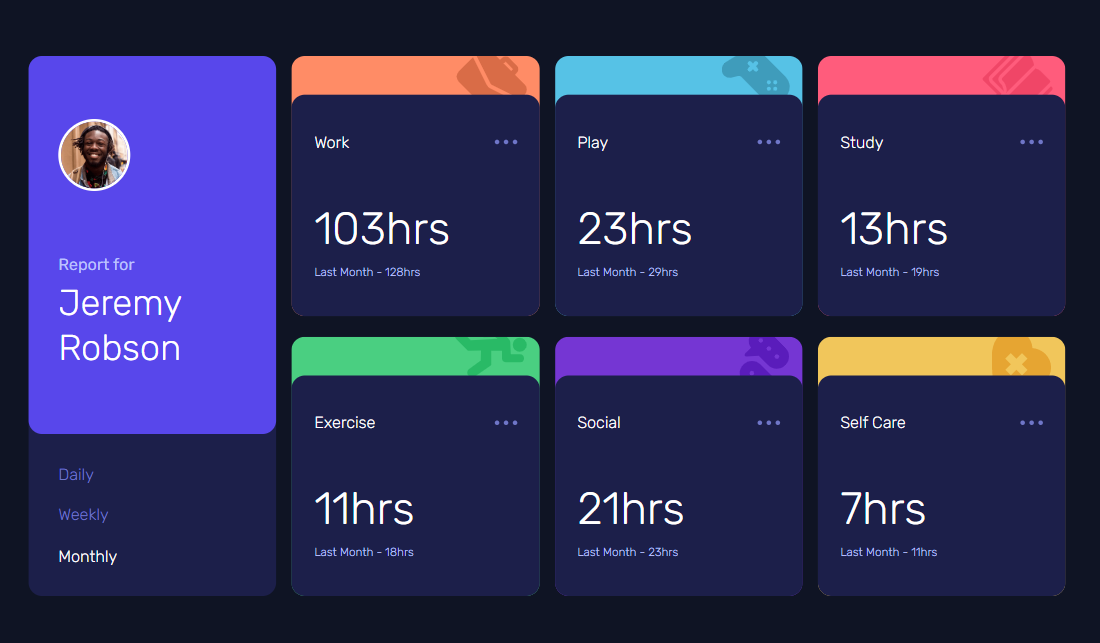 Report for
Jeremy
Robson
Daily
Weekly
Monthly
Work
103hrs
Last Month - 128hrs
Play
23hrs
Last Month - 29hrs
Study
13hrs
Last Month - 19hrs
Exercise
11hrs
Last Month - 18hrs
Social
21hrs
Last Month - 23hrs
Self Care
7hrs
Last Month - 11hrs